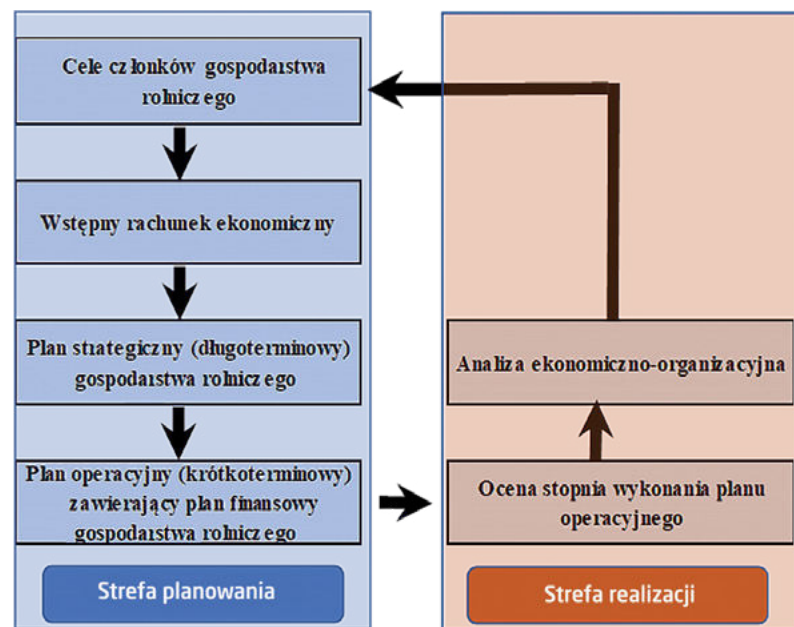 Cele członków gospodarstwa
rolniczego
Wstępny rachunek ekonomiczny
Plan strategiczny (długoterminowy)
gospodarstwa rolniczego
Plan operacyjny (krótkoterminowy)
zawierający plan finansowy
gospodarstwa rolniczego
Strefa planowania
Analiza ekonomiczno-organizacyjna
Ocena stopnia wykonania planu
operacyjnego
Strefa realizacji